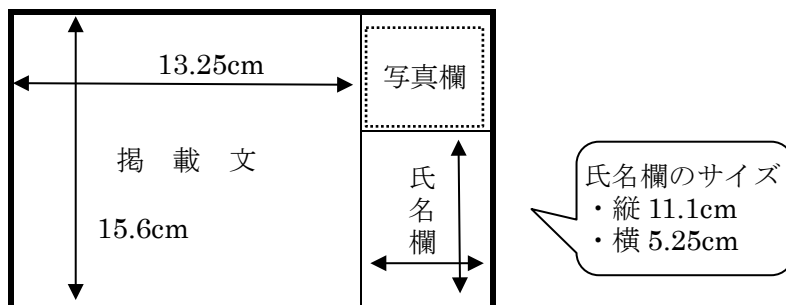 13.25cm
写真欄
掲 載 文
15.6cm
氏名欄
氏名欄のサイズ
・縦 11.1cm
・横 5.25cm